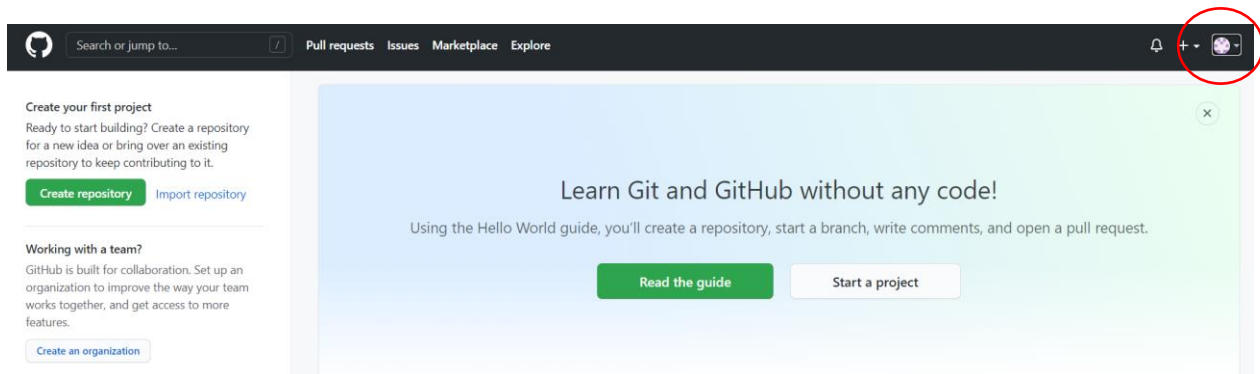 Search or jump to... /
Pull requests Issues Marketplace Explore
Create your first project
Ready to start building? Create a repository
for a new idea or bring over an existing
repository to keep contributing to it.
Create repository Import repository
Working with a team?
GitHub is built for collaboration. Set up an
organization to improve the way your team
works together, and get access to more
features.
Create an organization
Learn Git and GitHub without any code!
Using the Hello World guide, you'll create a repository, start a branch, write comments, and open a pull request.
Read the guide Start a project